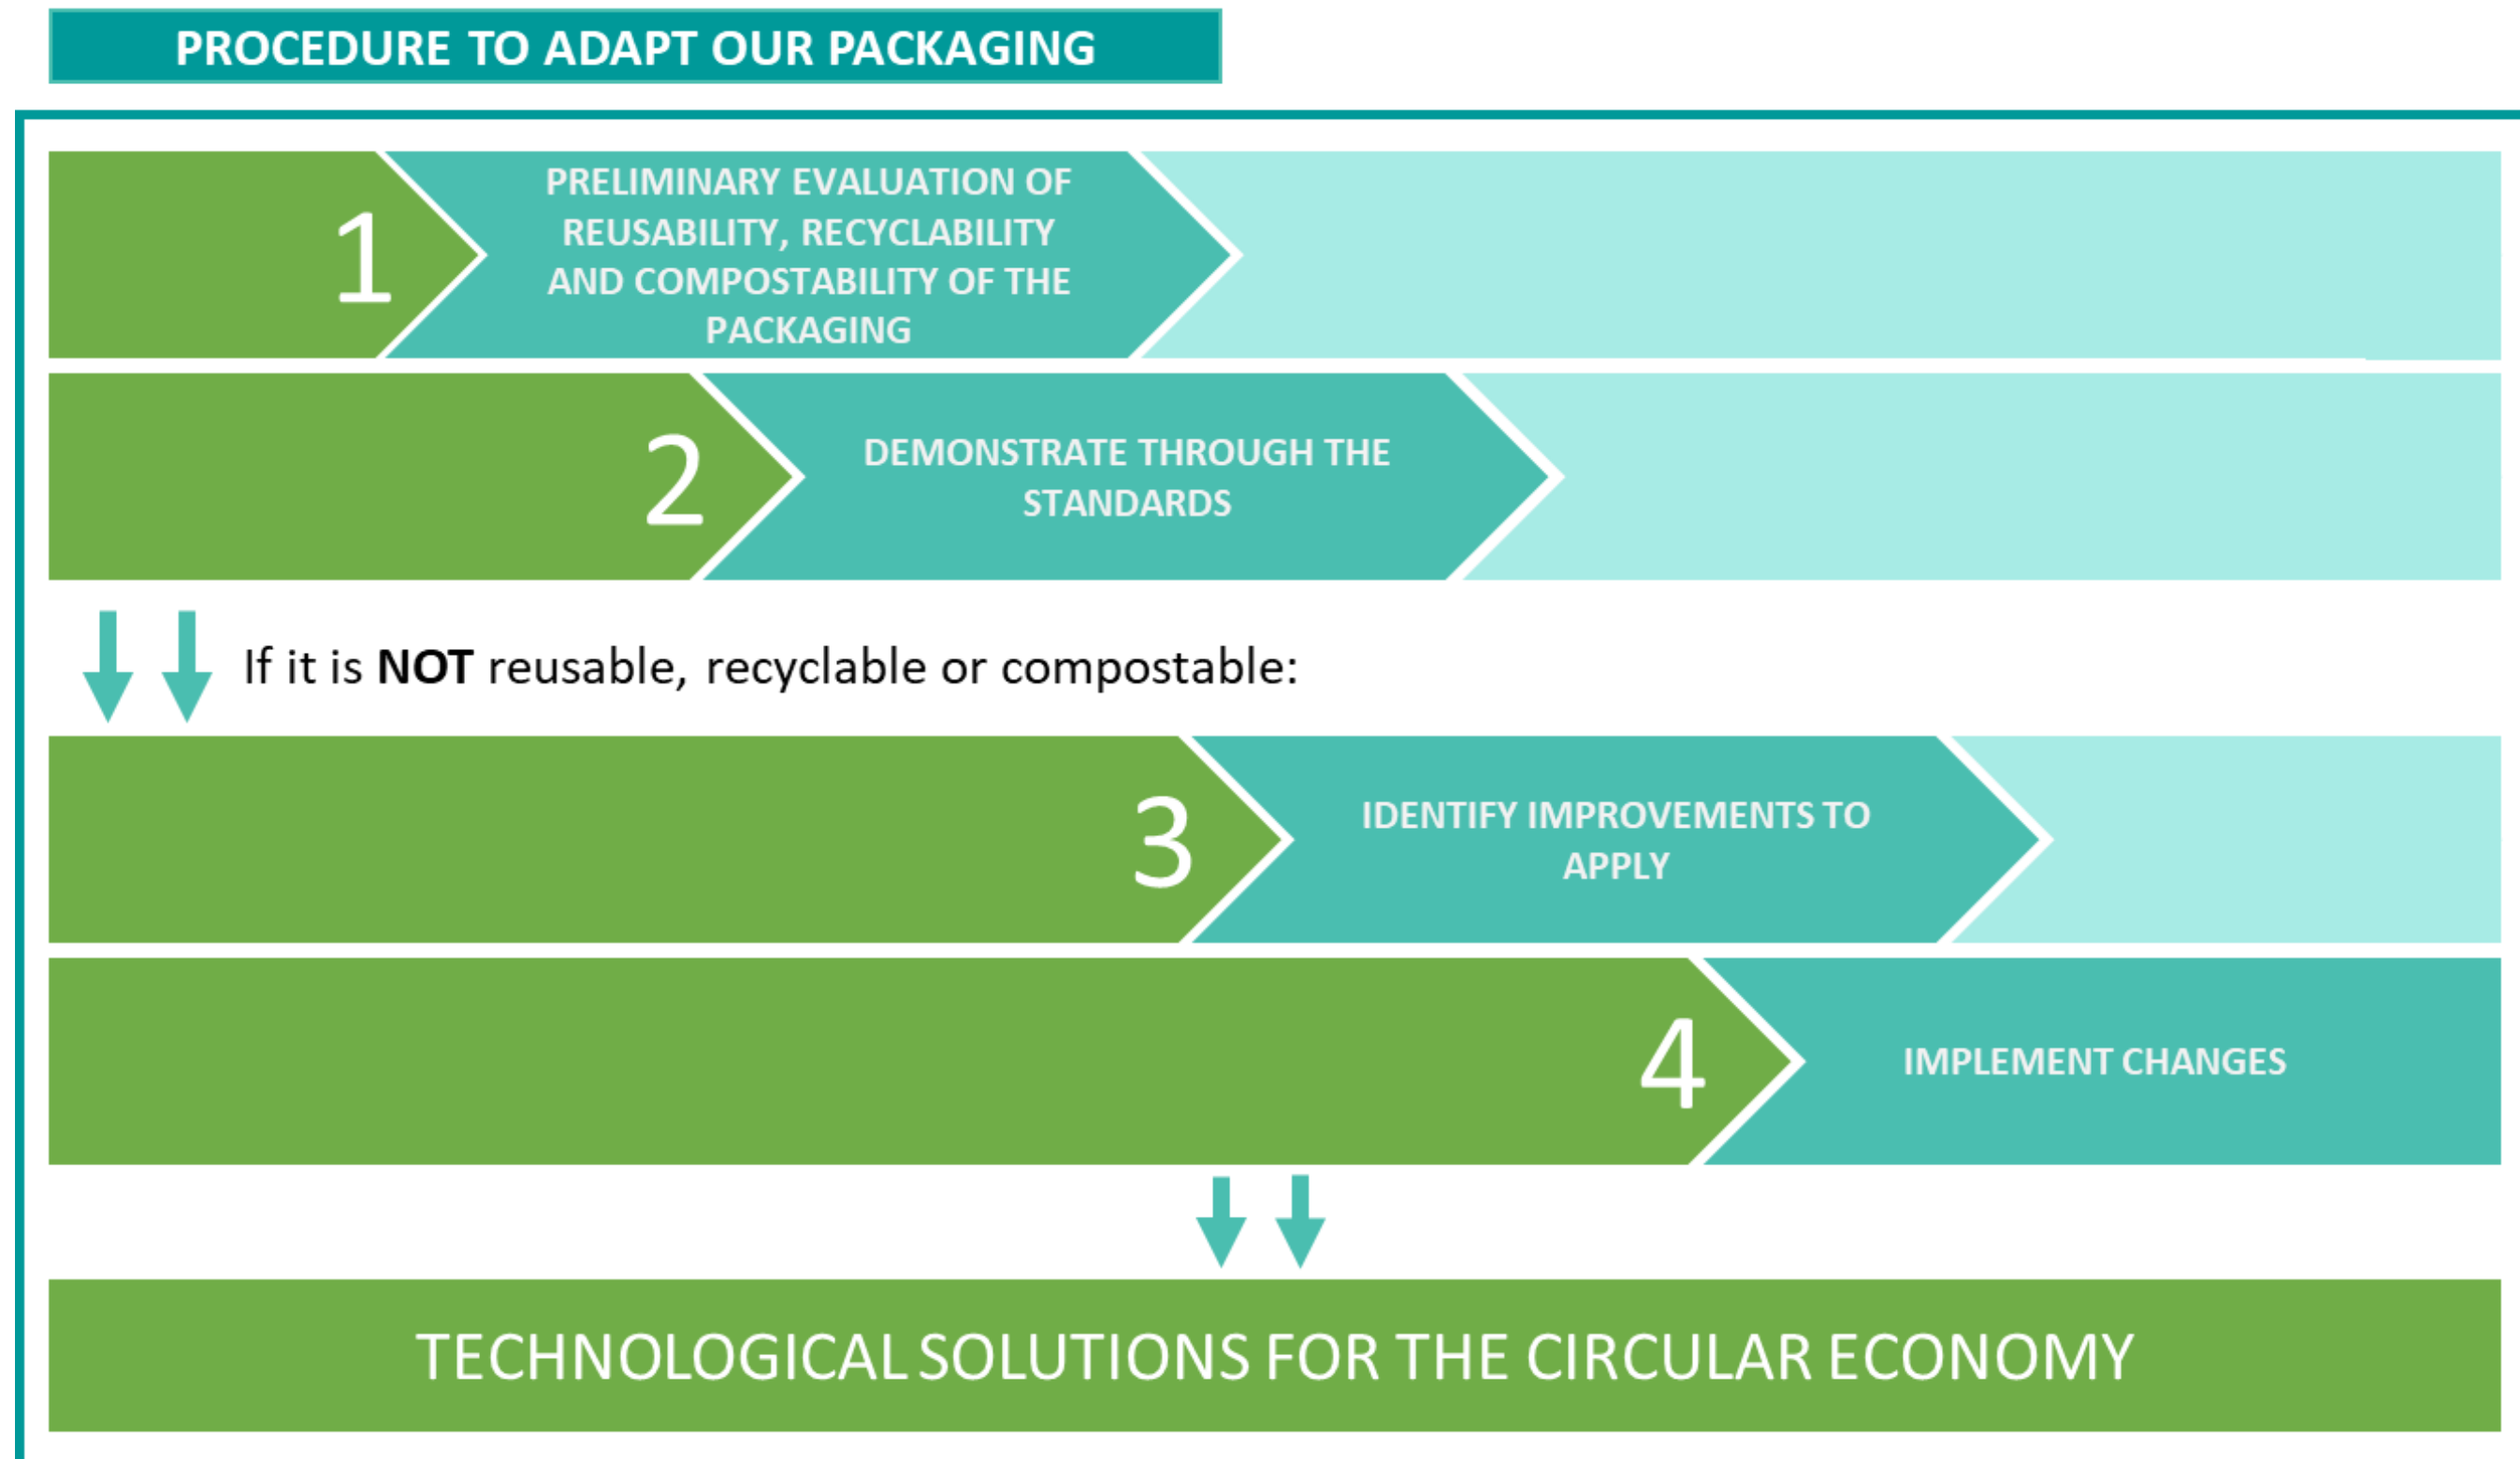 PROCEDURE TO ADAPT OUR PACKAGING
1
PRELIMINARY EVALUATION OF
REUSABILITY, RECYCLABILITY
AND COMPOSTABILITY OF THE
PACKAGING
2
DEMONSTRATE THROUGH THE
STANDARDS
If it is NOT reusable, recyclable or compostable:
3
IDENTIFY IMPROVEMENTS TO
APPLY
4
IMPLEMENT CHANGES
TECHNOLOGICAL SOLUTIONS FOR THE CIRCULAR ECONOMY